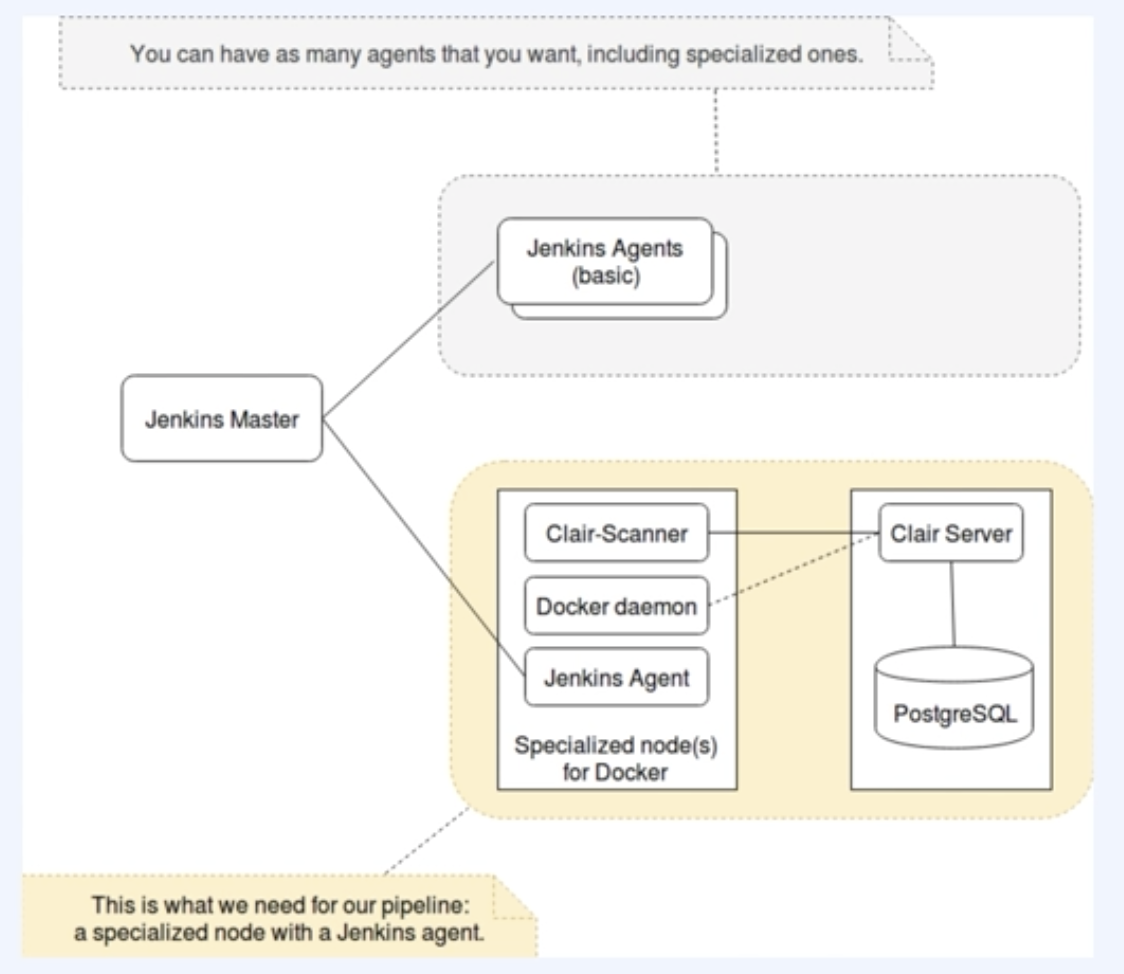 You can have as many agents that you want, including specialized ones.
Jenkins Agents
(basic)
Jenkins Master
Clair-Scanner
Clair Server
Docker daemon
Jenkins Agent
PostgreSQL
Specialized node(s)
for Docker
This is what we need for our pipeline:
a specialized node with a Jenkins agent.